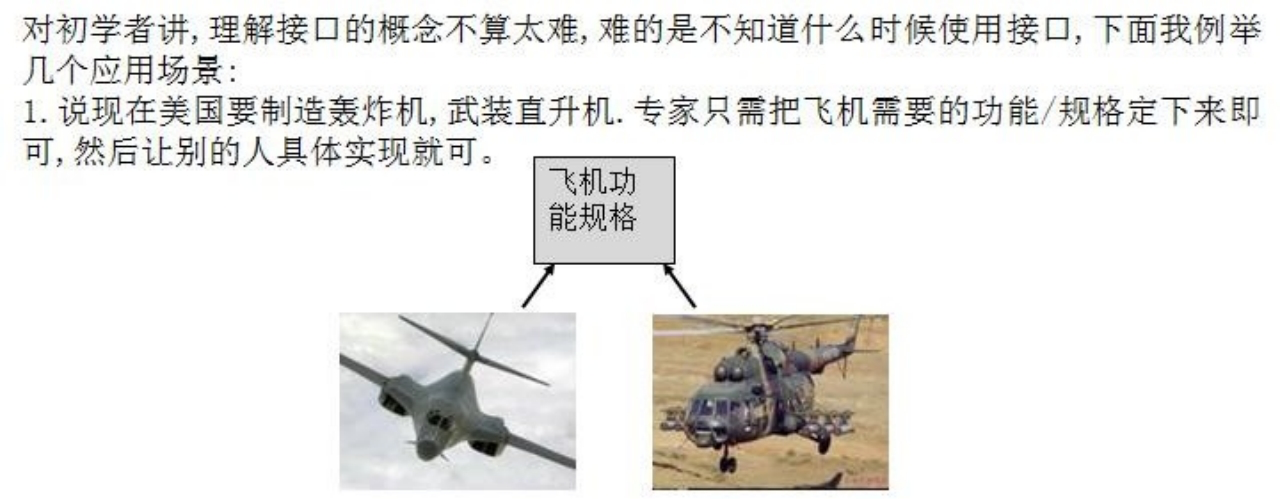 对初学者讲,理解接口的概念不算太难,难的是不知道什么时候使用接口,下面我例举
几个应用场景:
1. 说现在美国要制造轰炸机,武装直升机. 专家只需把飞机需要的功能/规格定下来即
可,然后让别的人具体实现就可。
飞机功
能规格